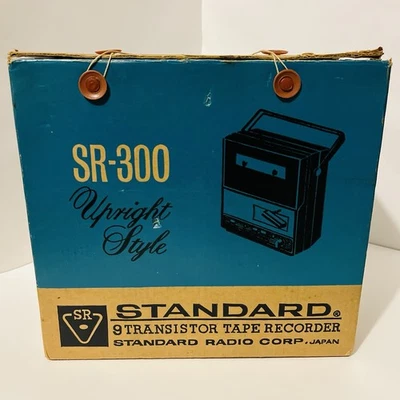 SR-300
Upright
Style
SR
STANDARD®
9 TRANSISTOR TAPE RECORDER
STANDARD RADIO CORP., JAPAN